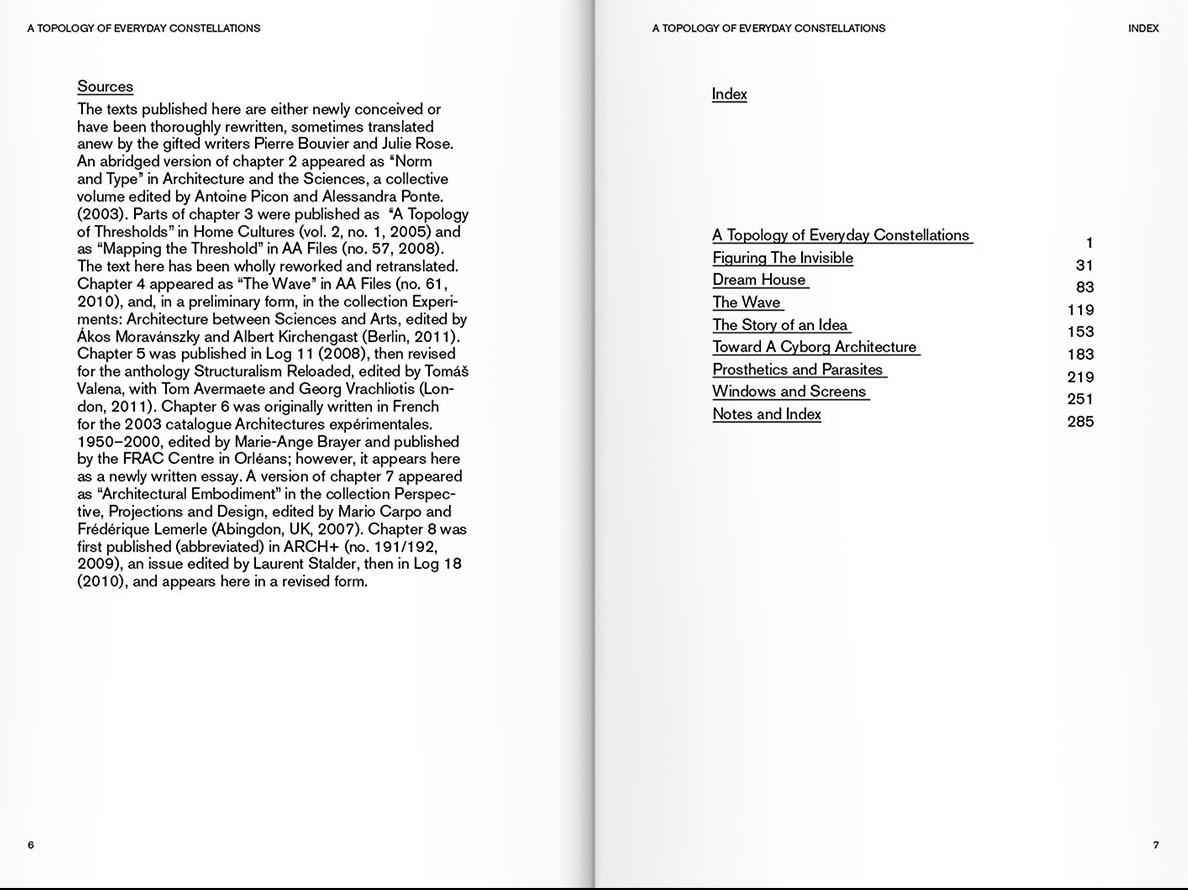 A TOPOLOGY OF EVERYDAY CONSTELLATIONS
Sources
The texts published here are either newly conceived or
have been thoroughly rewritten, sometimes translated
anew by the gifted writers Pierre Bouvier and Julie Rose.
An abridged version of chapter 2 appeared as “Norm
and Type” in Architecture and the Sciences, a collective
volume edited by Antoine Picon and Alessandra Ponte.
(2003). Parts of chapter 3 were published as “A Topology
of Thresholds” in Home Cultures (vol. 2, no. 1, 2005) and
as “Mapping the Threshold” in AA Files (no. 57, 2008).
The text here has been wholly reworked and retranslated.
Chapter 4 appeared as “The Wave” in AA Files (no. 61,
2010), and, in a preliminary form, in the collection Experi-
ments: Architecture between Sciences and Arts, edited by
Ákos Moravánszky and Albert Kirchengast (Berlin, 2011).
Chapter 5 was published in Log 11 (2008), then revised
for the anthology Structuralism Reloaded, edited by Tomáš
Valena, with Tom Avermaete and Georg Vrachliotis (Lon-
don, 2011). Chapter 6 was originally written in French
for the 2003 catalogue Architectures expérimentales.
1950–2000, edited by Marie-Ange Brayer and published
by the FRAC Centre in Orléans; however, it appears here
as a newly written essay. A version of chapter 7 appeared
as “Architectural Embodiment” in the collection Perspec-
tive, Projections and Design, edited by Mario Carpo and
Frédérique Lemerle (Abingdon, UK, 2007). Chapter 8 was
first published (abbreviated) in ARCH+ (no. 191/192,
2009), an issue edited by Laurent Stalder, then in Log 18
(2010), and appears here in a revised form.
6
A TOPOLOGY OF EVERYDAY CONSTELLATIONS INDEX
Index
A Topology of Everyday Constellations 1
Figuring The Invisible 31
Dream House 83
The Wave 119
The Story of an Idea 153
Toward A Cyborg Architecture 183
Prosthetics and Parasites 219
Windows and Screens 251
Notes and Index 285
7